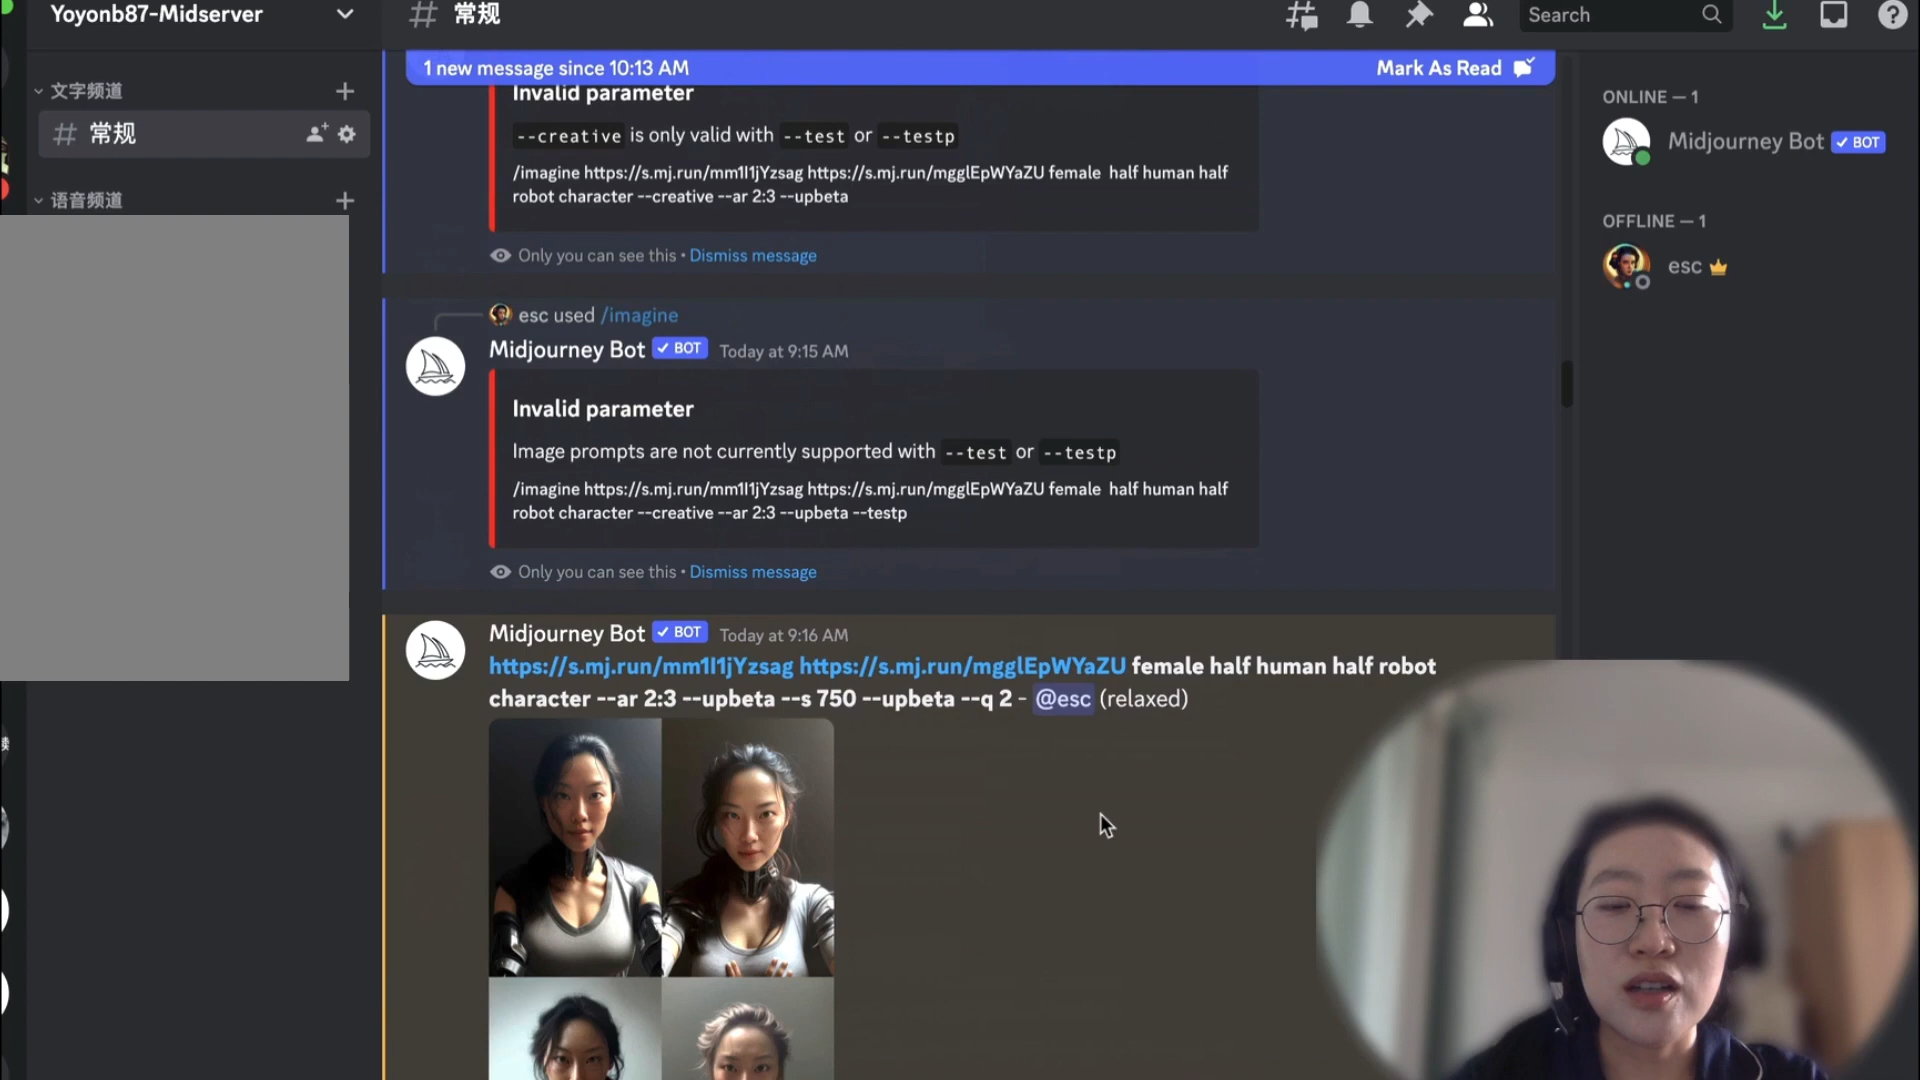 Yoyonb87-Midserver
常规
Search
文字频道
常规
语音频道
1 new message since 10:13 AM
Mark As Read
Invalid parameter
--creative is only valid with --test or --testp
/imagine https://s.mj.run/mm1I1jYzsag https://s.mj.run/mgglEpWYaZU female half human half
robot character --creative --ar 2:3 --upbeta
Only you can see this • Dismiss message
esc used /imagine
Midjourney Bot ✓ BOT Today at 9:15 AM
Invalid parameter
Image prompts are not currently supported with --test or --testp
/imagine https://s.mj.run/mm1I1jYzsag https://s.mj.run/mgglEpWYaZU female half human half
robot character --creative --ar 2:3 --upbeta --testp
Only you can see this • Dismiss message
Midjourney Bot ✓ BOT Today at 9:16 AM
https://s.mj.run/mm1I1jYzsag https://s.mj.run/mgglEpWYaZU female half human half robot
character --ar 2:3 --upbeta --s 750 --upbeta --q 2 - @esc (relaxed)
ONLINE — 1
Midjourney Bot ✓ BOT
OFFLINE — 1
esc